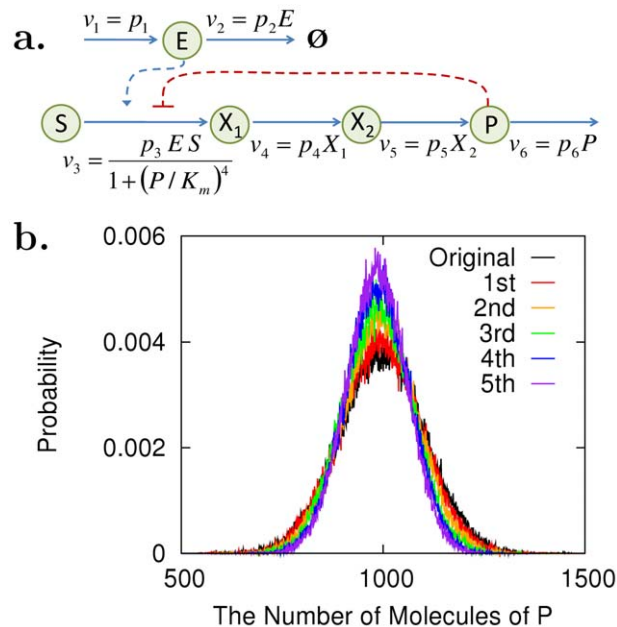 a.
v₁ = p₁ v₂ = p₂E
E Ø
S X₁ X₂ P
v₃ = p₃ E S / 1 + (P / Kₘ)⁴ v₄ = p₄X₁ v₅ = p₅X₂ v₆ = p₆P
b.
0.006
0.004
0.002
0
Probability
Original
1st
2nd
3rd
4th
5th
500 1000 1500
The Number of Molecules of P